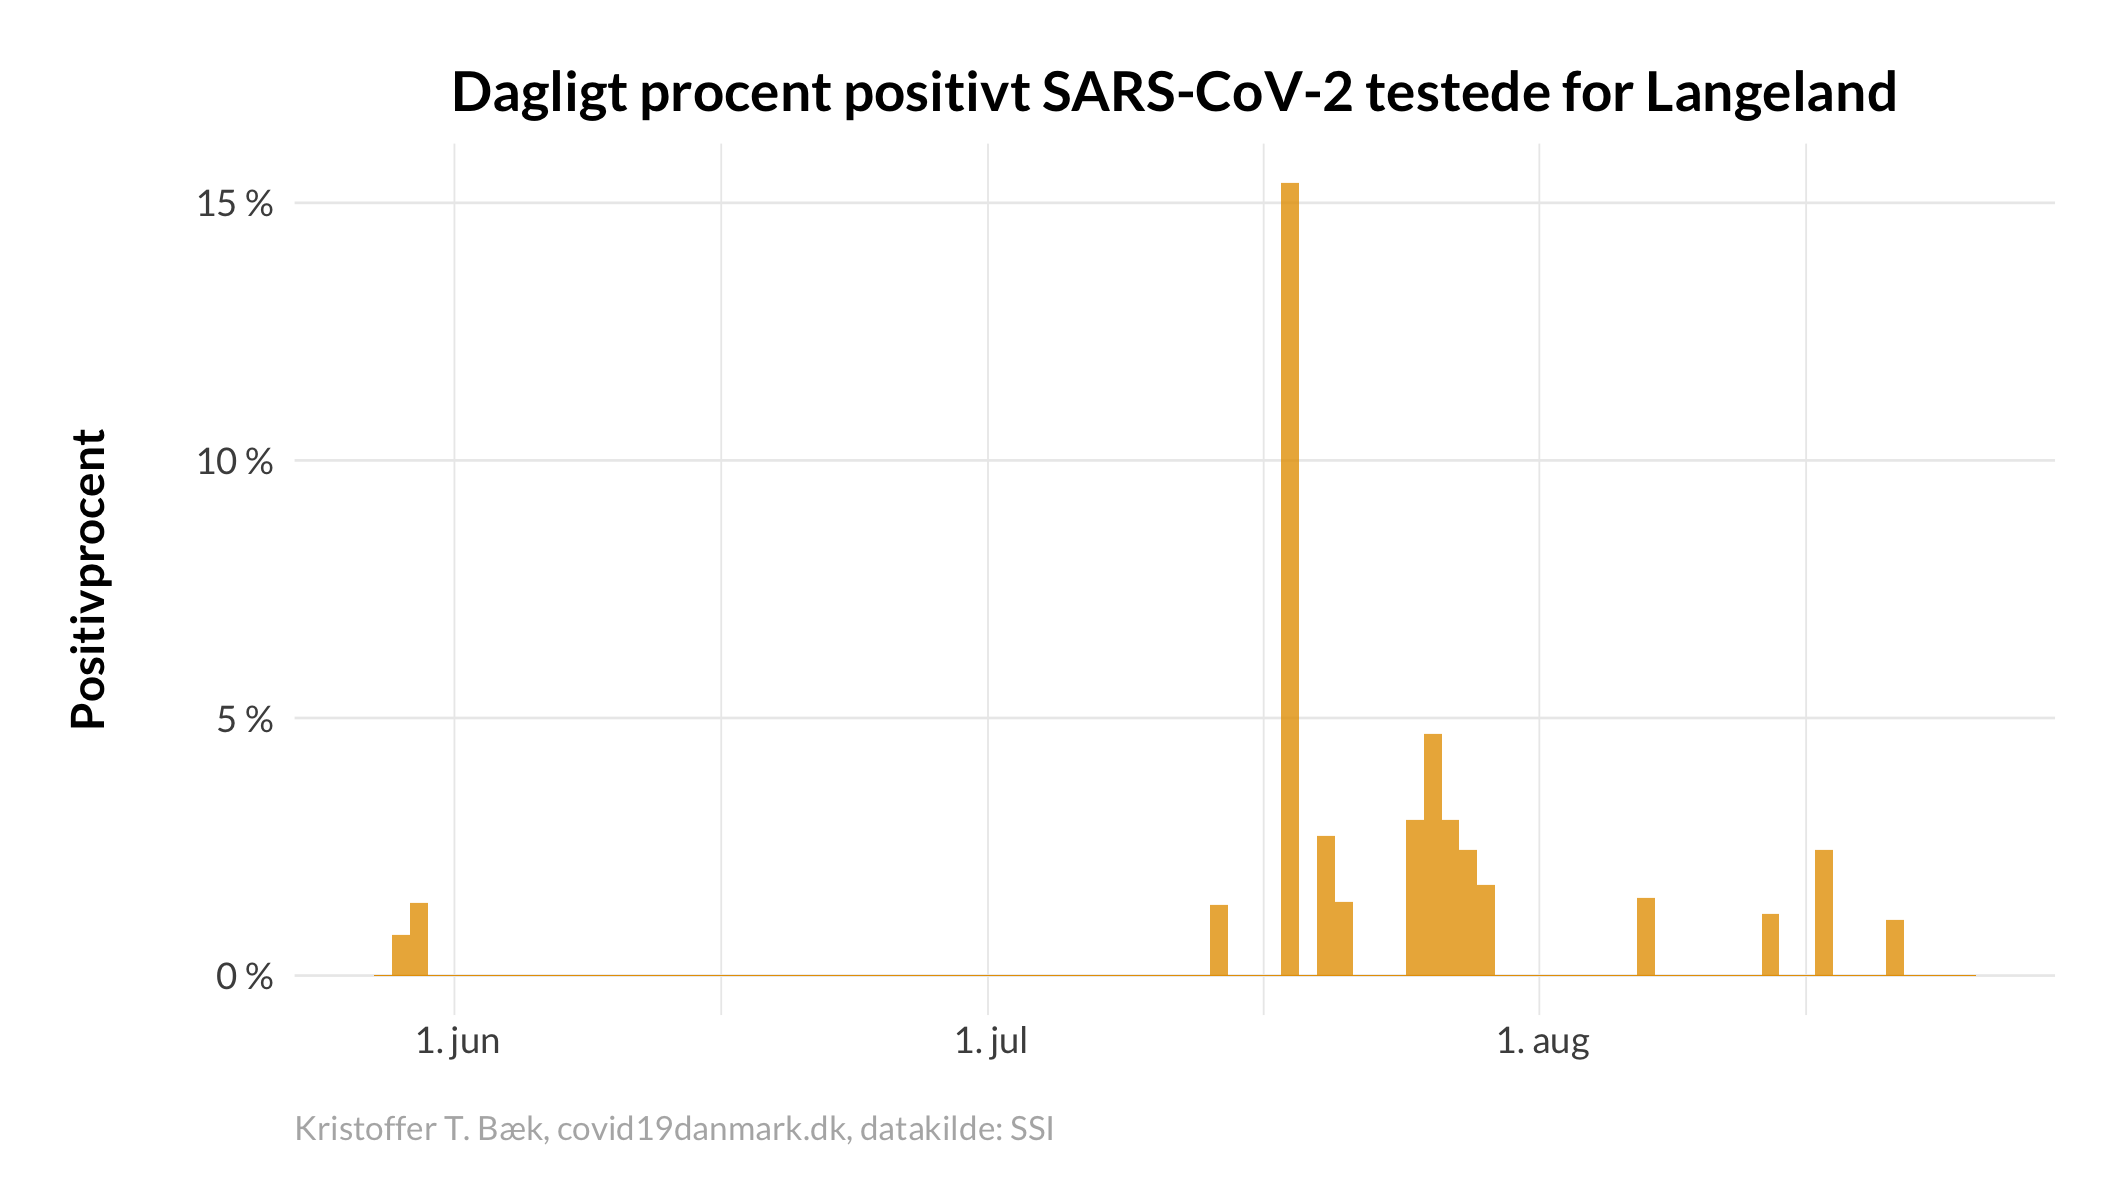 Dagligt procent positivt SARS-CoV-2 testede for Langeland
Positivprocent
15 %
10 %
5 %
0 %
1. jun
1. jul
1. aug
Kristoffer T. Bæk, covid19danmark.dk, datakilde: SSI